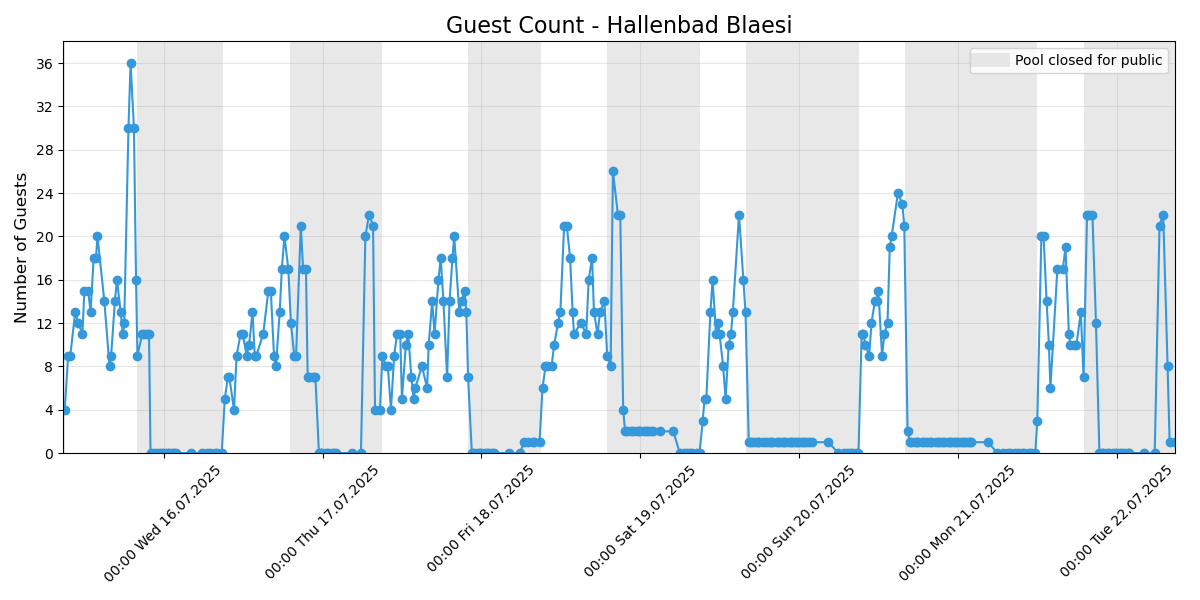 Guest Count - Hallenbad Blaesi
Pool closed for public
Number of Guests
36
32
28
24
20
16
12
8
4
0
00:00 Wed 16.07.2025
00:00 Thu 17.07.2025
00:00 Fri 18.07.2025
00:00 Sat 19.07.2025
00:00 Sun 20.07.2025
00:00 Mon 21.07.2025
00:00 Tue 22.07.2025